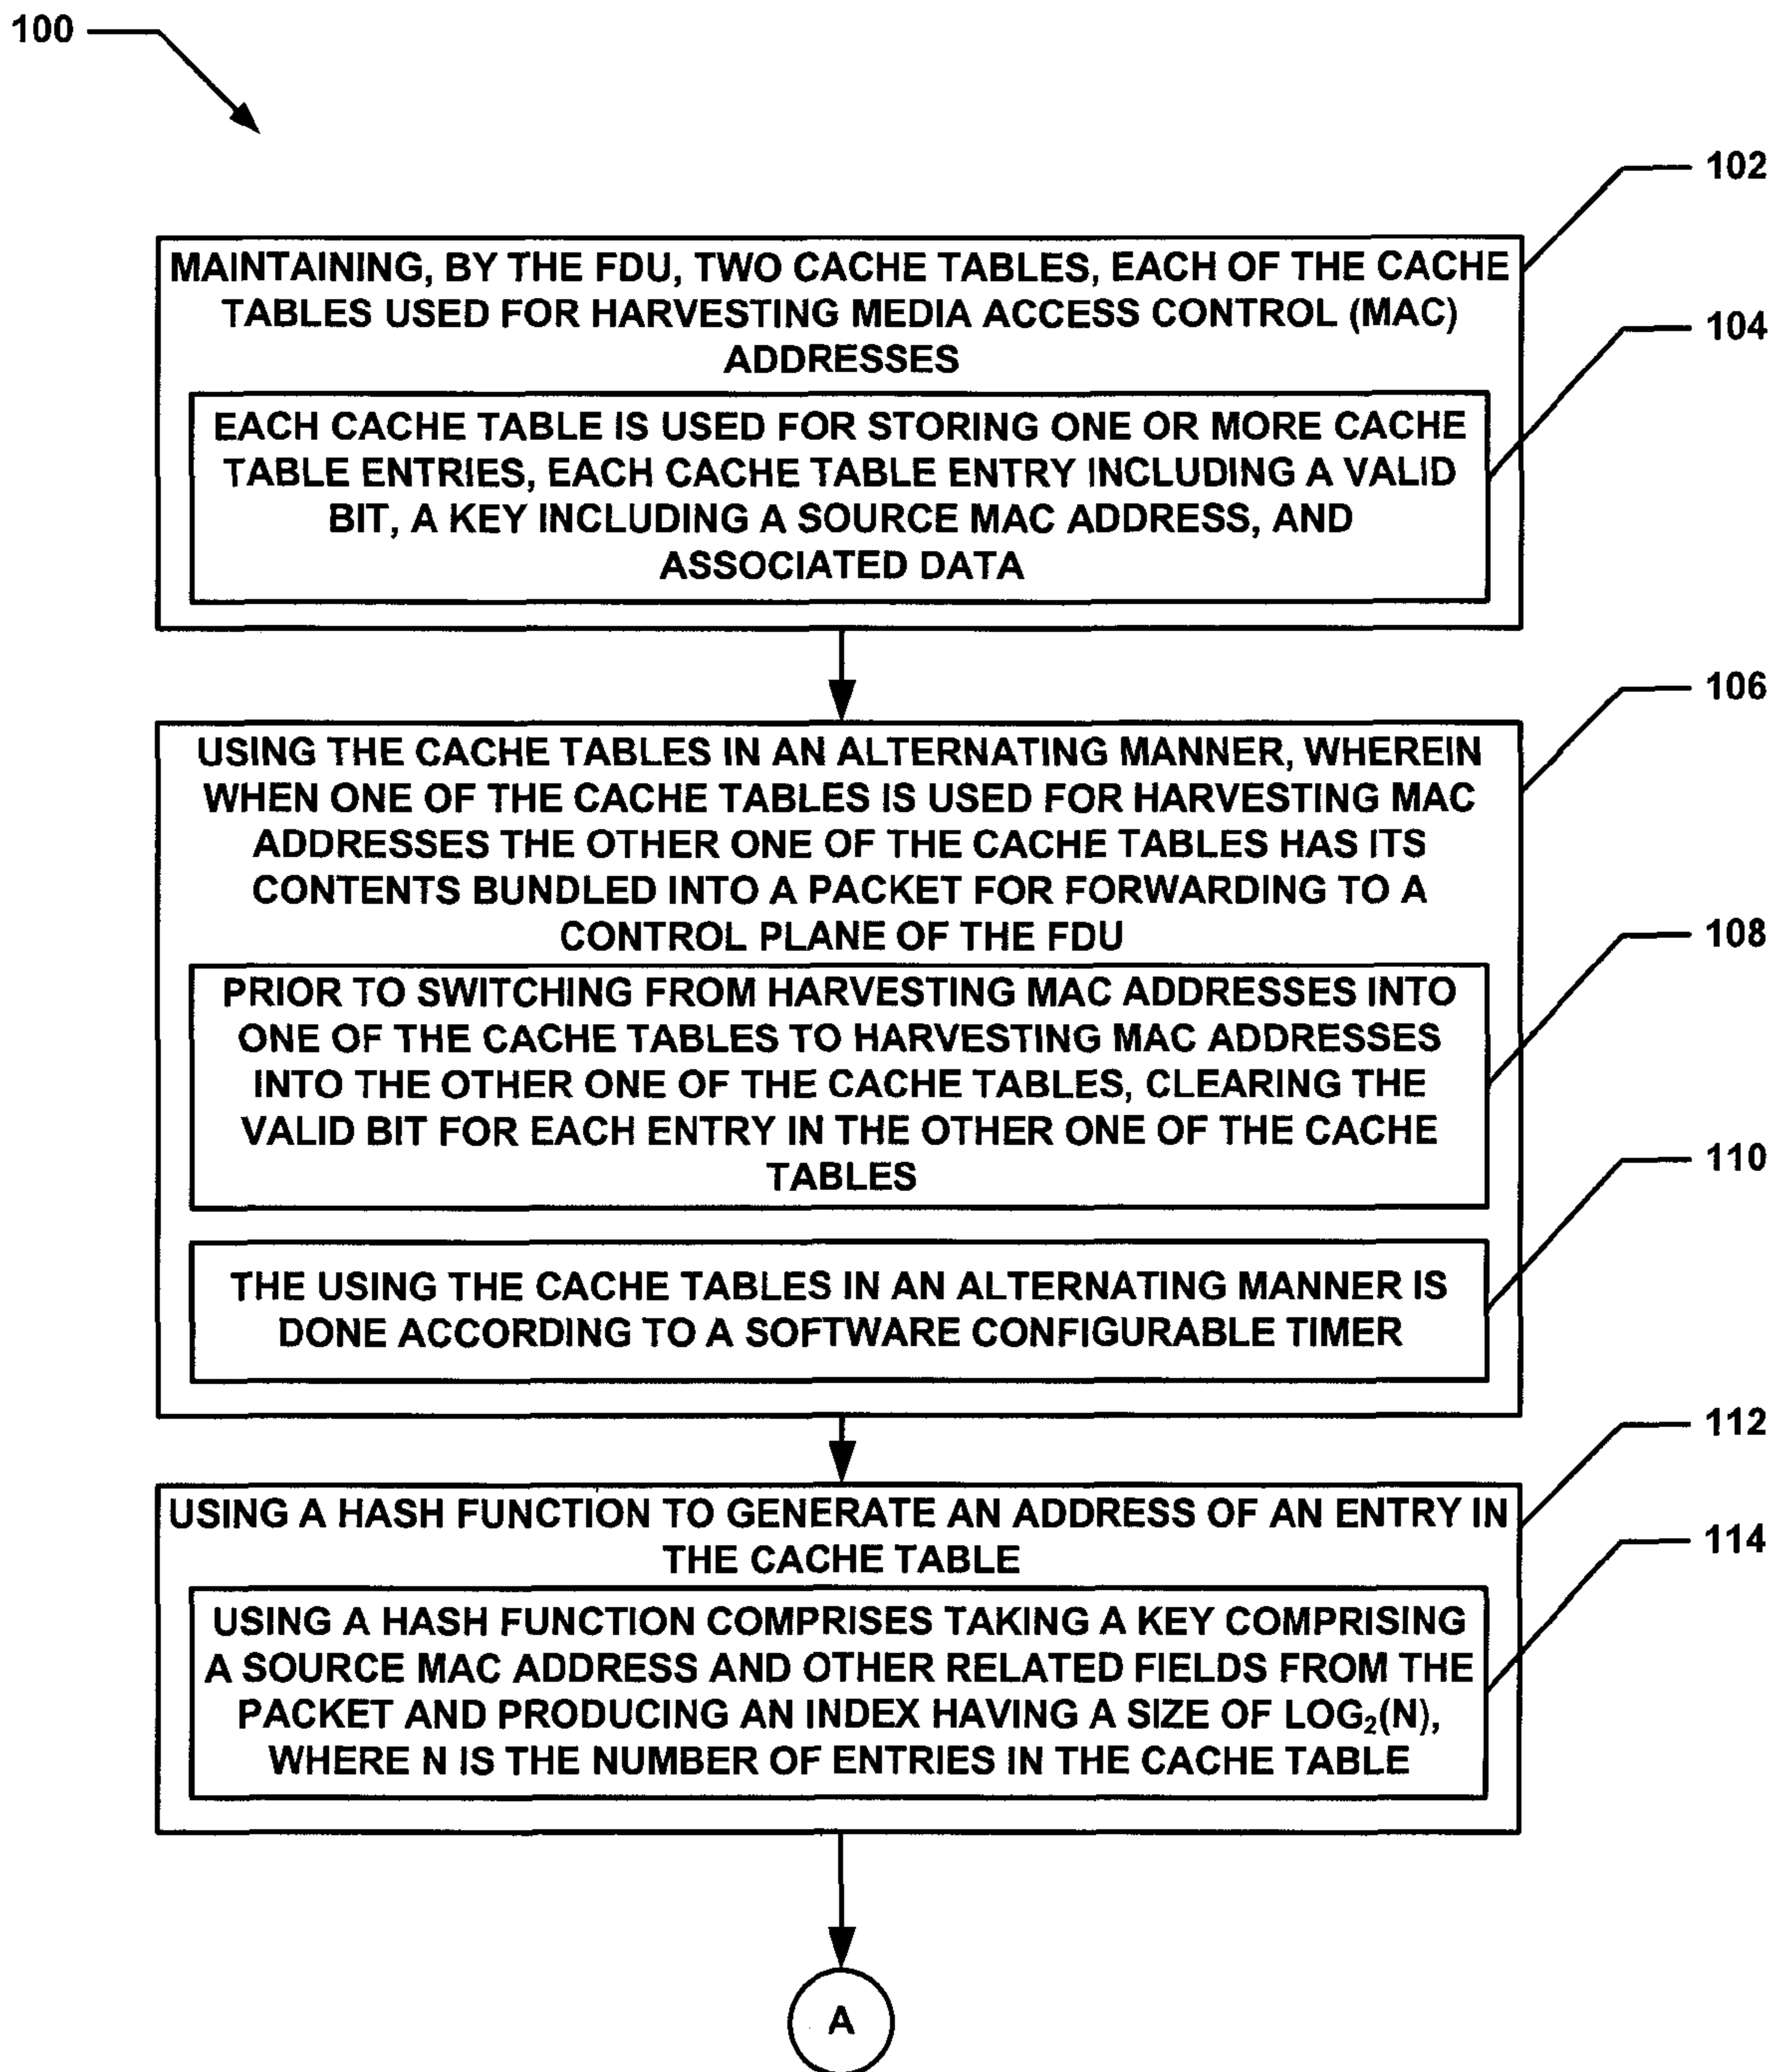 100
102
MAINTAINING, BY THE FDU, TWO CACHE TABLES, EACH OF THE CACHE
TABLES USED FOR HARVESTING MEDIA ACCESS CONTROL (MAC)
ADDRESSES
104
EACH CACHE TABLE IS USED FOR STORING ONE OR MORE CACHE
TABLE ENTRIES, EACH CACHE TABLE ENTRY INCLUDING A VALID
BIT, A KEY INCLUDING A SOURCE MAC ADDRESS, AND
ASSOCIATED DATA
106
USING THE CACHE TABLES IN AN ALTERNATING MANNER, WHEREIN
WHEN ONE OF THE CACHE TABLES IS USED FOR HARVESTING MAC
ADDRESSES THE OTHER ONE OF THE CACHE TABLES HAS ITS
CONTENTS BUNDLED INTO A PACKET FOR FORWARDING TO A
CONTROL PLANE OF THE FDU
108
PRIOR TO SWITCHING FROM HARVESTING MAC ADDRESSES INTO
ONE OF THE CACHE TABLES TO HARVESTING MAC ADDRESSES
INTO THE OTHER ONE OF THE CACHE TABLES, CLEARING THE
VALID BIT FOR EACH ENTRY IN THE OTHER ONE OF THE CACHE
TABLES
110
THE USING THE CACHE TABLES IN AN ALTERNATING MANNER IS
DONE ACCORDING TO A SOFTWARE CONFIGURABLE TIMER
112
USING A HASH FUNCTION TO GENERATE AN ADDRESS OF AN ENTRY IN
THE CACHE TABLE
114
USING A HASH FUNCTION COMPRISES TAKING A KEY COMPRISING
A SOURCE MAC ADDRESS AND OTHER RELATED FIELDS FROM THE
PACKET AND PRODUCING AN INDEX HAVING A SIZE OF LOG₂(N),
WHERE N IS THE NUMBER OF ENTRIES IN THE CACHE TABLE
A